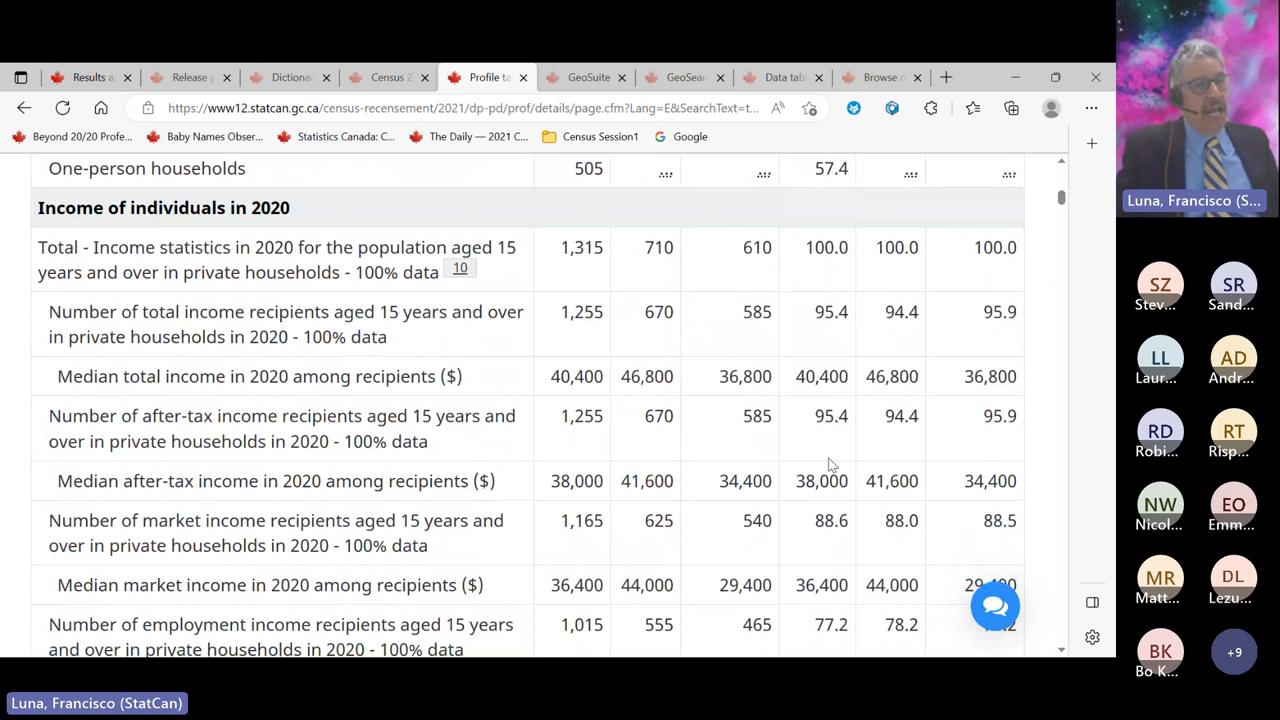 Results a
Release p
Dictionar
Census 2
Profile ta
GeoSuite
GeoSear
Data tab
Browse d
https://www12.statcan.gc.ca/census-recensement/2021/dp-pd/prof/details/page.cfm?Lang=E&SearchText=t...
Beyond 20/20 Profe...
Baby Names Obser...
Statistics Canada: C...
The Daily — 2021 C...
Census Session1
Google
One-person households 505 ... ... 57.4 ... ...
Income of individuals in 2020
Total - Income statistics in 2020 for the population aged 15 1,315 710 610 100.0 100.0 100.0
years and over in private households - 100% data 10
Number of total income recipients aged 15 years and over 1,255 670 585 95.4 94.4 95.9
in private households in 2020 - 100% data
Median total income in 2020 among recipients ($) 40,400 46,800 36,800 40,400 46,800 36,800
Number of after-tax income recipients aged 15 years and 1,255 670 585 95.4 94.4 95.9
over in private households in 2020 - 100% data
Median after-tax income in 2020 among recipients ($) 38,000 41,600 34,400 38,000 41,600 34,400
Number of market income recipients aged 15 years and 1,165 625 540 88.6 88.0 88.5
over in private households in 2020 - 100% data
Median market income in 2020 among recipients ($) 36,400 44,000 29,400 36,400 44,000
Number of employment income recipients aged 15 years 1,015 555 465 77.2 78.2
and over in private households in 2020 - 100% data
Luna, Francisco (S...
SZ
Stev...
SR
Sand...
LL
Laur...
AD
Andr...
RD
Robi...
RT
Risp...
NW
Nicol...
EO
Emm...
MR
Matt...
DL
Lezu...
BK
Bo K...
+9
Luna, Francisco (StatCan)